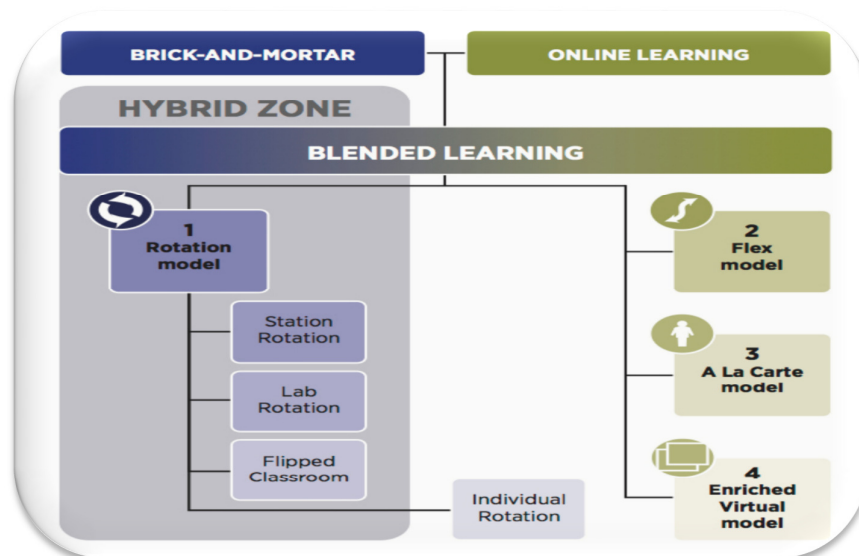 BRICK-AND-MORTAR
ONLINE LEARNING
HYBRID ZONE
BLENDED LEARNING
1
Rotation
model
Station
Rotation
Lab
Rotation
Flipped
Classroom
Individual
Rotation
2
Flex
model
3
A La Carte
model
4
Enriched
Virtual
model